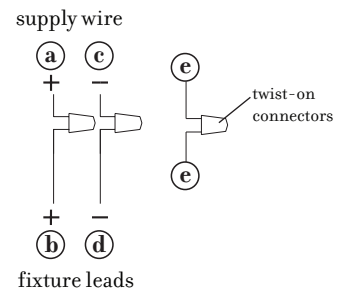 supply wire
a c
+ −
e
twist-on
connectors
e
+ −
b d
fixture leads